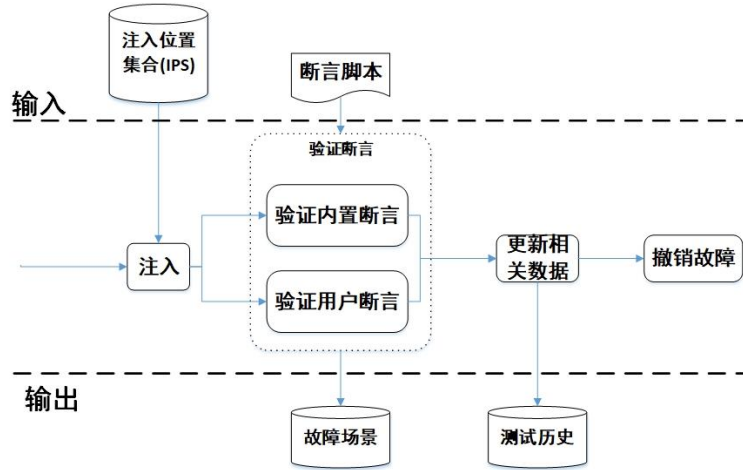 注入位置
集合(IPS)
断言脚本
输入
验证断言
验证内置断言
注入
更新相
关数据
撤销故障
验证用户断言
输出
故障场景
测试历史